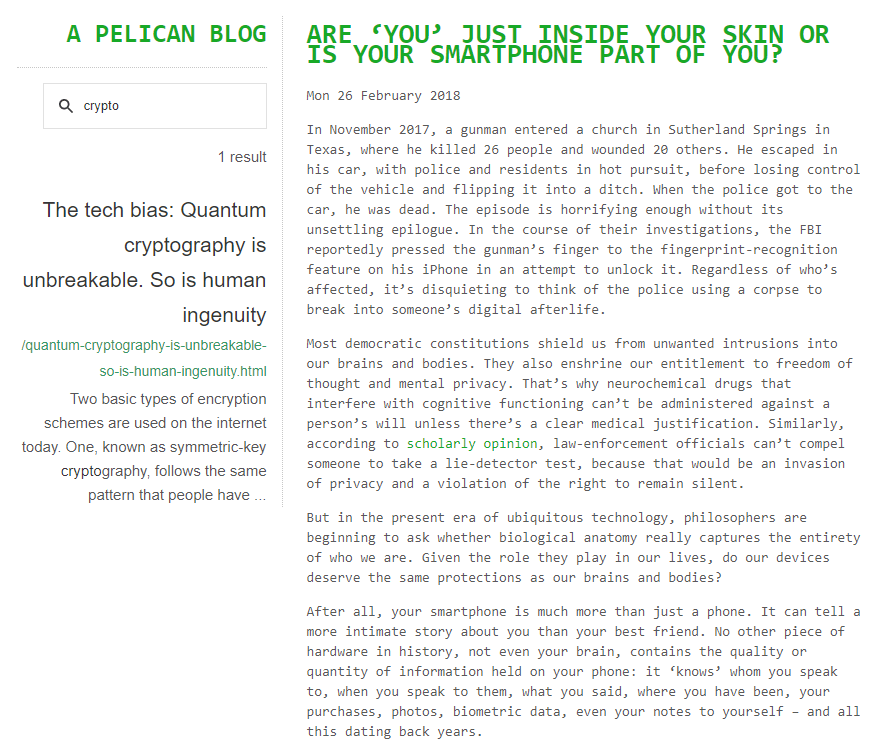 A PELICAN BLOG
crypto
1 result
The tech bias: Quantum
cryptography is
unbreakable. So is human
ingenuity
/quantum-cryptography-is-unbreakable-
so-is-human-ingenuity.html
Two basic types of encryption
schemes are used on the internet
today. One, known as symmetric-key
cryptography, follows the same
pattern that people have ...
ARE ‘YOU’ JUST INSIDE YOUR SKIN OR
IS YOUR SMARTPHONE PART OF YOU?
Mon 26 February 2018
In November 2017, a gunman entered a church in Sutherland Springs in
Texas, where he killed 26 people and wounded 20 others. He escaped in
his car, with police and residents in hot pursuit, before losing control
of the vehicle and flipping it into a ditch. When the police got to the
car, he was dead. The episode is horrifying enough without its
unsettling epilogue. In the course of their investigations, the FBI
reportedly pressed the gunman’s finger to the fingerprint-recognition
feature on his iPhone in an attempt to unlock it. Regardless of who’s
affected, it’s disquieting to think of the police using a corpse to
break into someone’s digital afterlife.
Most democratic constitutions shield us from unwanted intrusions into
our brains and bodies. They also enshrine our entitlement to freedom of
thought and mental privacy. That’s why neurochemical drugs that
interfere with cognitive functioning can’t be administered against a
person’s will unless there’s a clear medical justification. Similarly,
according to scholarly opinion, law-enforcement officials can’t compel
someone to take a lie-detector test, because that would be an invasion
of privacy and a violation of the right to remain silent.
But in the present era of ubiquitous technology, philosophers are
beginning to ask whether biological anatomy really captures the entirety
of who we are. Given the role they play in our lives, do our devices
deserve the same protections as our brains and bodies?
After all, your smartphone is much more than just a phone. It can tell a
more intimate story about you than your best friend. No other piece of
hardware in history, not even your brain, contains the quality or
quantity of information held on your phone: it ‘knows’ whom you speak
to, when you speak to them, what you said, where you have been, your
purchases, photos, biometric data, even your notes to yourself – and all
this dating back years.